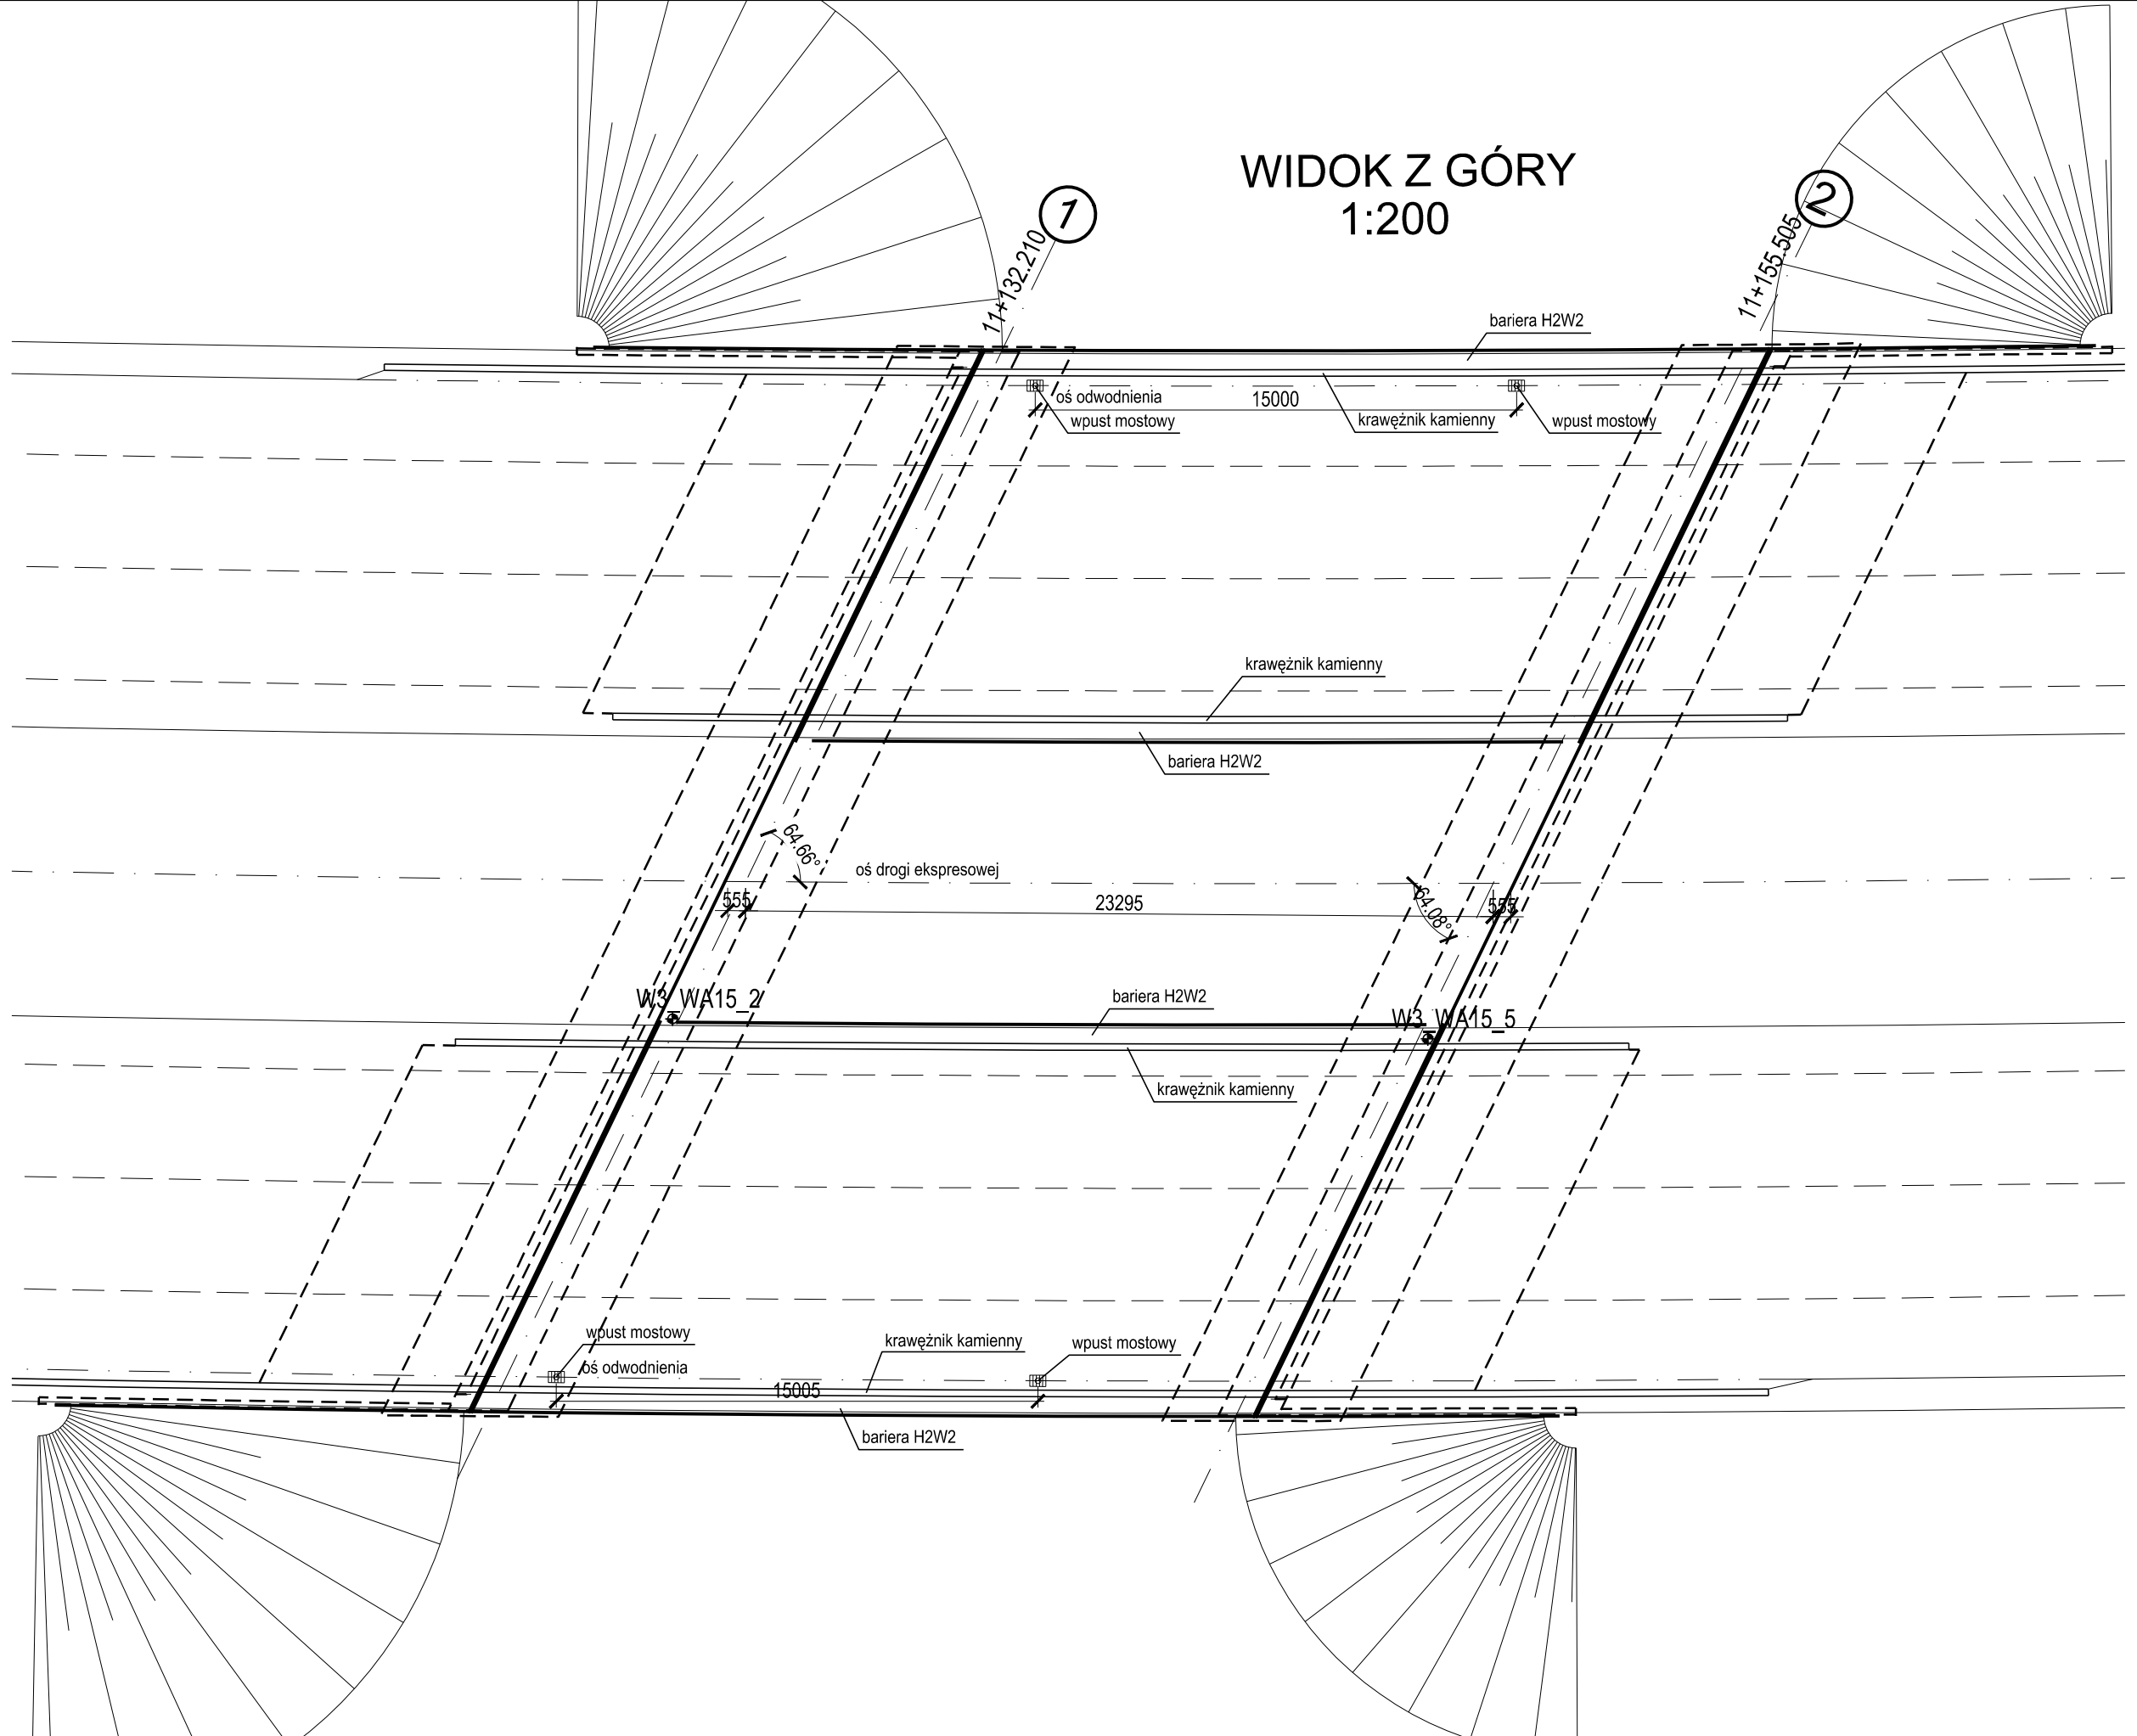 WIDOK Z GÓRY
1:200
1
2
11+132.210
11+155.505
bariera H2W2
oś odwodnienia
15000
wpust mostowy
krawężnik kamienny
wpust mostowy
krawężnik kamienny
bariera H2W2
64.66°
oś drogi ekspresowej
555
23295
555
64.08°
W3_WA15_2
bariera H2W2
W3_WA15_5
krawężnik kamienny
wpust mostowy
krawężnik kamienny
wpust mostowy
oś odwodnienia
15005
bariera H2W2